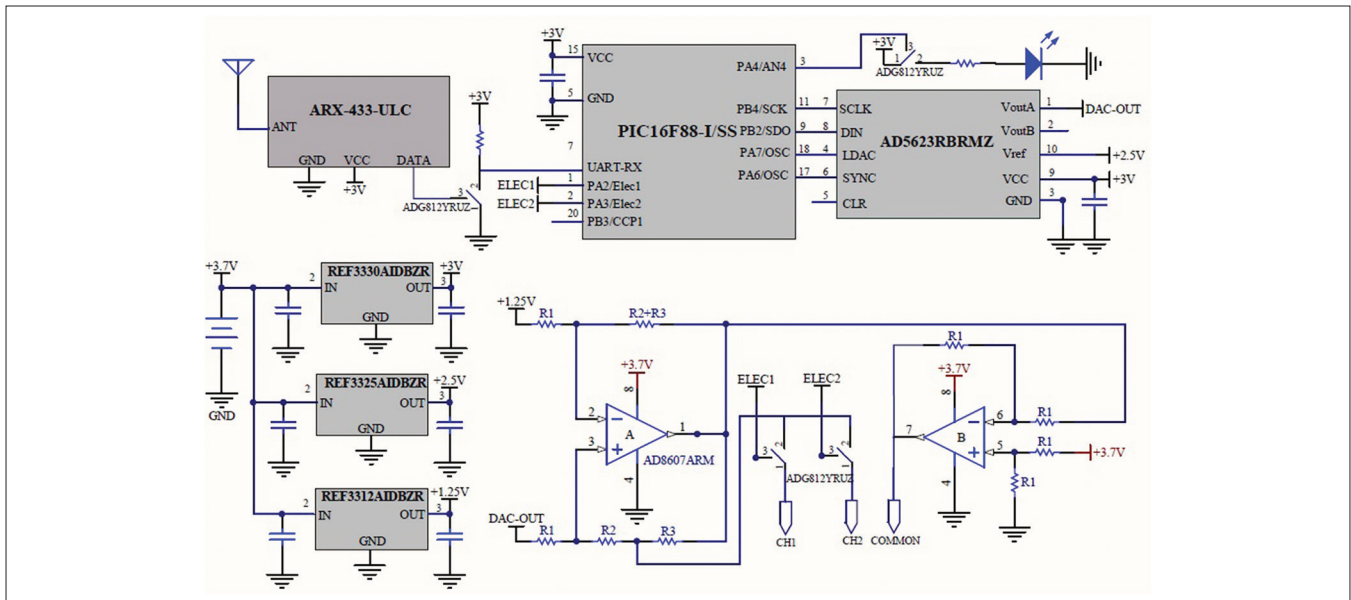 ARX-433-ULC
ANT
GND
VCC
DATA
+3V
+3V
3
2
1
ADG812YRUZ
+3V
15
VCC
5
GND
PIC16F88-I/SS
7
UART-RX
ELEC1
1
PA2/Elec1
ELEC2
2
PA3/Elec2
20
PB3/CCP1
PA4/AN4
3
PB4/SCK
11
PB2/SDO
9
PA7/OSC
18
PA6/OSC
17
+3V
1
3
2
ADG812YRUZ
7
SCLK
8
DIN
4
LDAC
6
SYNC
5
CLR
AD5623RBRMZ
VoutA
1
DAC-OUT
VoutB
2
Vref
10
+2.5V
VCC
9
+3V
GND
3
+3.7V
GND
REF3330AIDBZR
2
IN
OUT
3
+3V
GND
REF3325AIDBZR
2
IN
OUT
3
+2.5V
GND
REF3312AIDBZR
2
IN
OUT
3
+1.25V
GND
+1.25V
R1
R2+R3
+3.7V
8
2
3
A
1
AD8607ARM
4
DAC-OUT
R1
R2
R3
ELEC1
ELEC2
3
2
1
3
2
1
ADG812YRUZ
CH1
CH2
COMMON
R1
+3.7V
8
7
B
6
5
4
R1
R1
+3.7V
R1